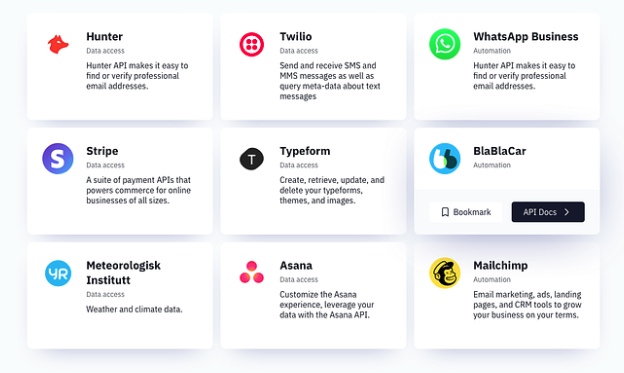 Hunter
Data access
Hunter API makes it easy to
find or verify professional
email addresses.
Twilio
Data access
Send and receive SMS and
MMS messages as well as
query meta-data about text
messages
WhatsApp Business
Automation
Hunter API makes it easy to
find or verify professional
email addresses.
S
Stripe
Data access
A suite of payment APIs that
powers commerce for online
businesses of all sizes.
T
Typeform
Data access
Create, retrieve, update, and
delete your typeforms,
themes, and images.
BlaBlaCar
Automation
Bookmark
API Docs
YR
Meteorologisk
Institutt
Data access
Weather and climate data.
Asana
Data access
Customize the Asana
experience, leverage your
data with the Asana API.
Mailchimp
Automation
Email marketing, ads, landing
pages, and CRM tools to grow
your business on your terms.